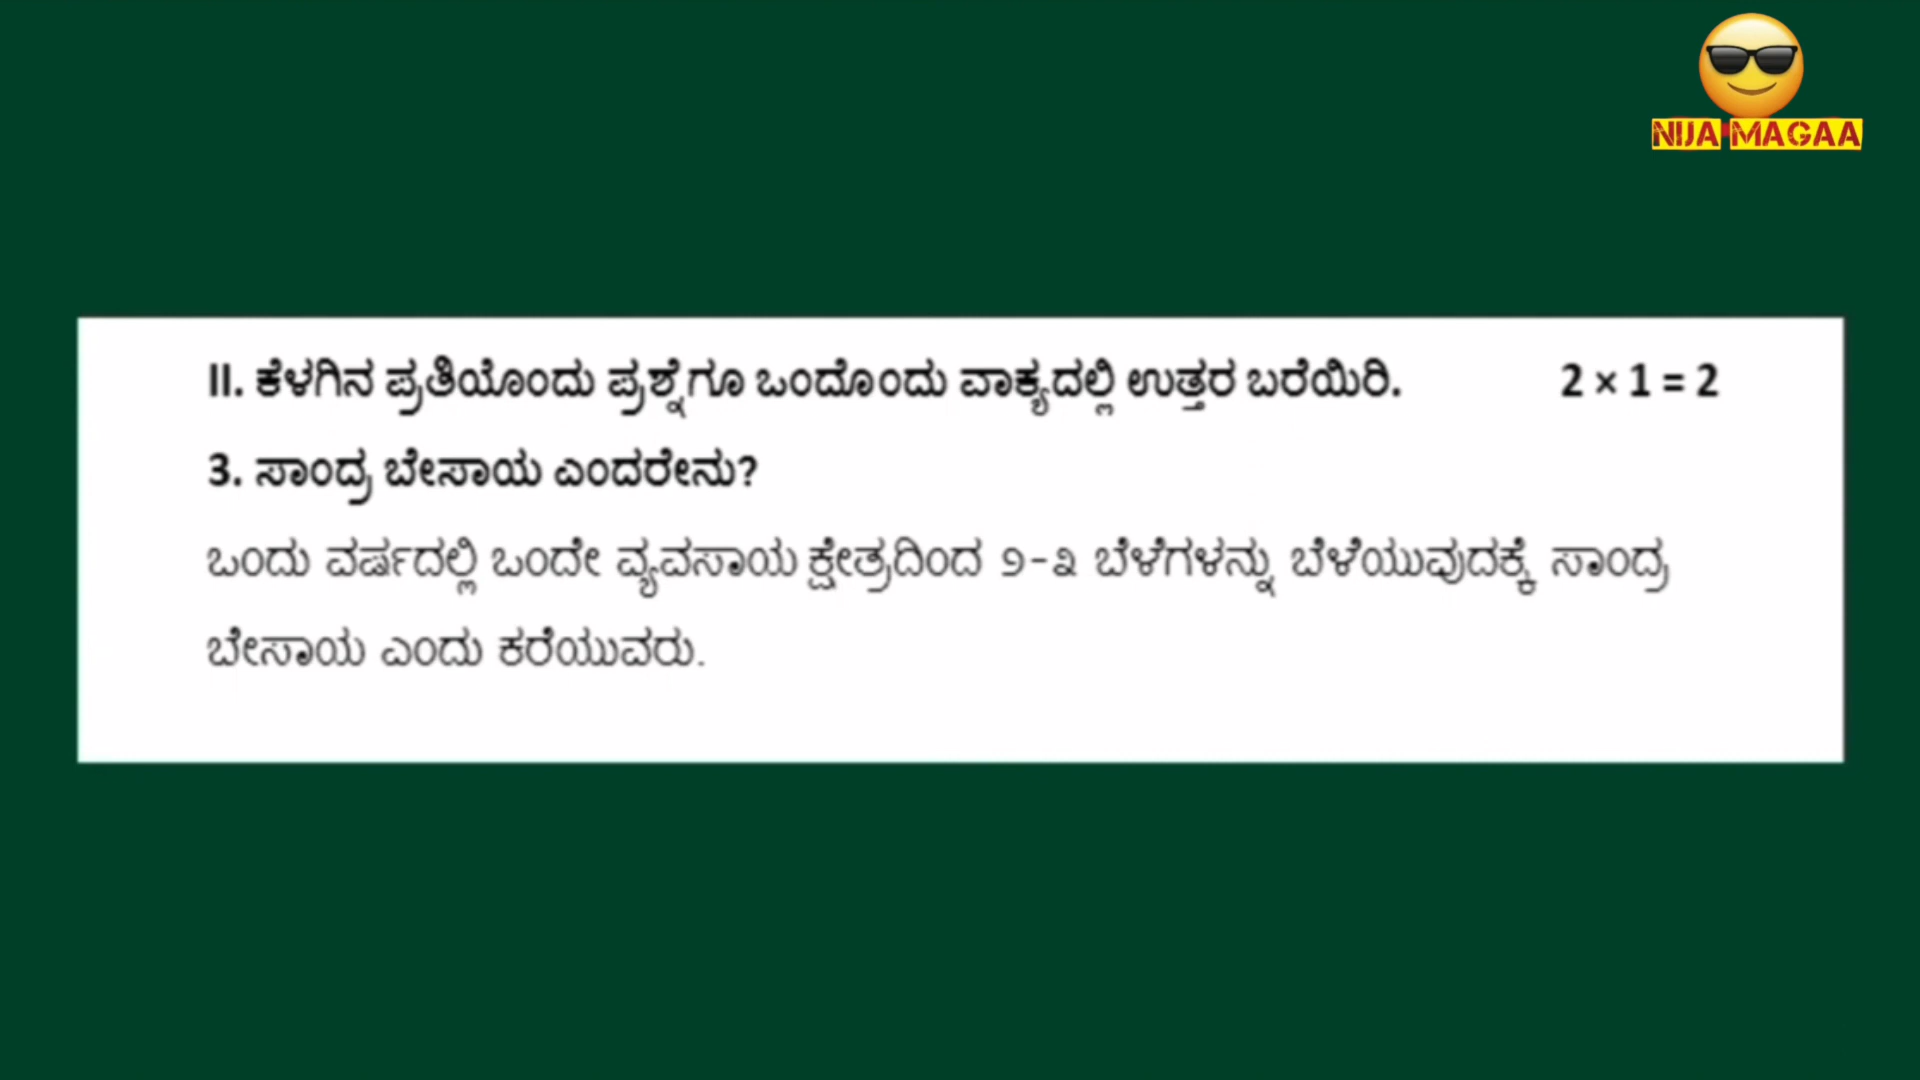 NIJA MAGAA
II. ಕೆಳಗಿನ ಪ್ರತಿಯೊಂದು ಪ್ರಶ್ನೆಗೂ ಒಂದೊಂದು ವಾಕ್ಯದಲ್ಲಿ ಉತ್ತರ ಬರೆಯಿರಿ. 2 × 1 = 2
3. ಸಾಂದ್ರ ಬೇಸಾಯ ಎಂದರೇನು?
ಒಂದು ವರ್ಷದಲ್ಲಿ ಒಂದೇ ವ್ಯವಸಾಯ ಕ್ಷೇತ್ರದಿಂದ ೨-೩ ಬೆಳೆಗಳನ್ನು ಬೆಳೆಯುವುದಕ್ಕೆ ಸಾಂದ್ರ
ಬೇಸಾಯ ಎಂದು ಕರೆಯುವರು.